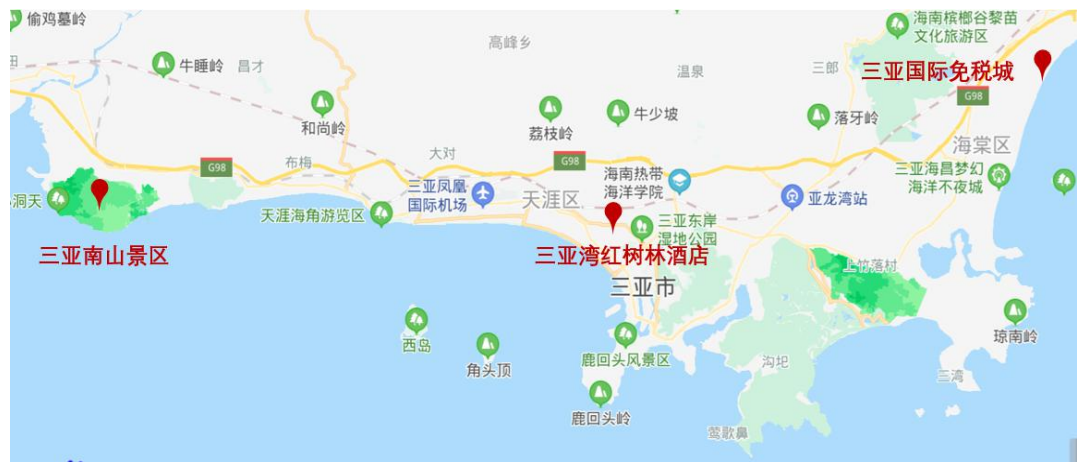 偷鸡墓岭
海南槟榔谷黎苗
文化旅游区
高峰乡
牛睡岭
昌才
温泉
三郎
三亚国际免税城
G98
和尚岭
荔枝岭
牛少坡
落牙岭
海棠区
布梅
大对
G98
G98
海南热带
海洋学院
三亚海昌梦幻
海洋不夜城
三亚凤凰
国际机场
天涯区
亚龙湾站
洞天
天涯海角游览区
三亚东岸
湿地公园
三亚南山景区
三亚湾红树林酒店
上竹落村
三亚市
西岛
角头顶
鹿回头风景区
沟圯
琼南岭
三湾
鹿回头岭
莺歌鼻